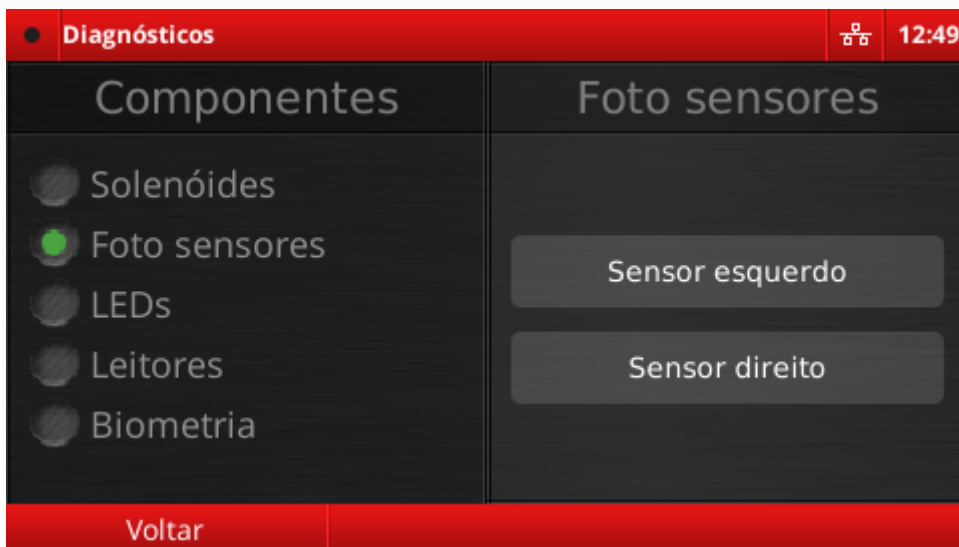 Diagnósticos
12:49
Componentes
Solenóides
Foto sensores
LEDs
Leitores
Biometria
Foto sensores
Sensor esquerdo
Sensor direito
Voltar